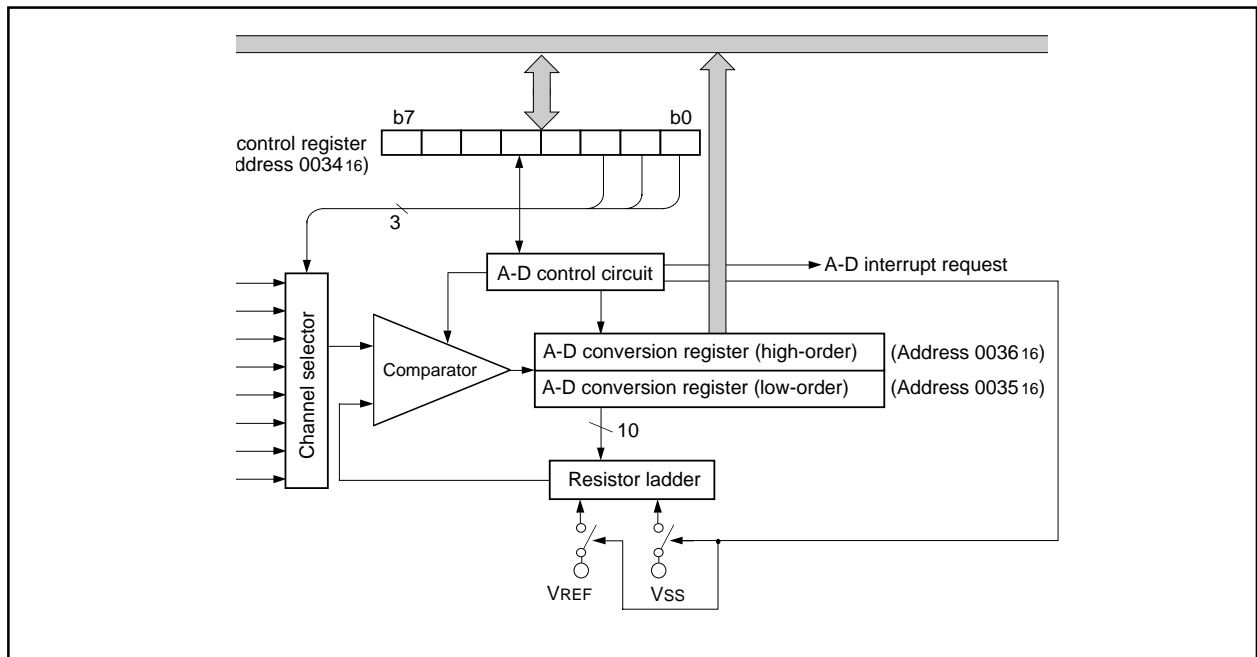 b7 b0
control register
ddress 0034 16)
3
A-D control circuit
A-D interrupt request
Channel selector
Comparator
A-D conversion register (high-order) (Address 0036 16)
A-D conversion register (low-order) (Address 0035 16)
10
Resistor ladder
VREF VSS